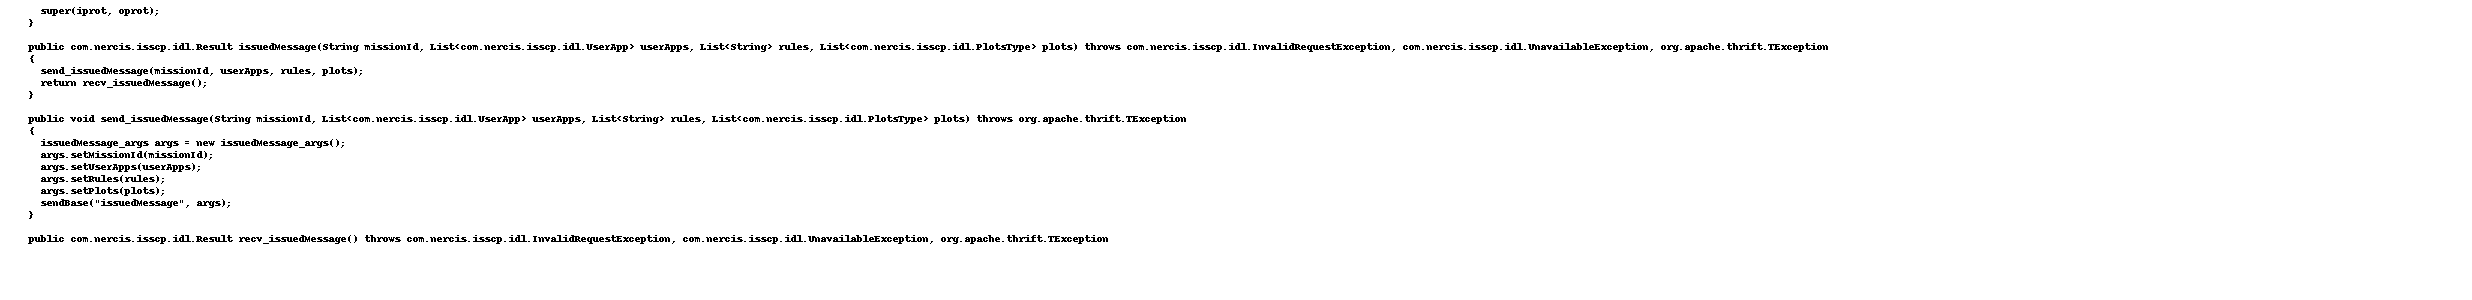 super(iprot, oprot);
}
public com.nercis.isscp.idl.Result issuedMessage(String missionId, List<com.nercis.isscp.idl.UserApp> userApps, List<String> rules, List<com.nercis.isscp.idl.PlotsType> plots) throws com.nercis.isscp.idl.InvalidRequestException, com.nercis.isscp.idl.UnavailableException, org.apache.thrift.TException
{
send_issuedMessage(missionId, userApps, rules, plots);
return recv_issuedMessage();
}
public void send_issuedMessage(String missionId, List<com.nercis.isscp.idl.UserApp> userApps, List<String> rules, List<com.nercis.isscp.idl.PlotsType> plots) throws org.apache.thrift.TException
{
issuedMessage_args args = new issuedMessage_args();
args.setMissionId(missionId);
args.setUserApps(userApps);
args.setRules(rules);
args.setPlots(plots);
sendBase("issuedMessage", args);
}
public com.nercis.isscp.idl.Result recv_issuedMessage() throws com.nercis.isscp.idl.InvalidRequestException, com.nercis.isscp.idl.UnavailableException, org.apache.thrift.TException